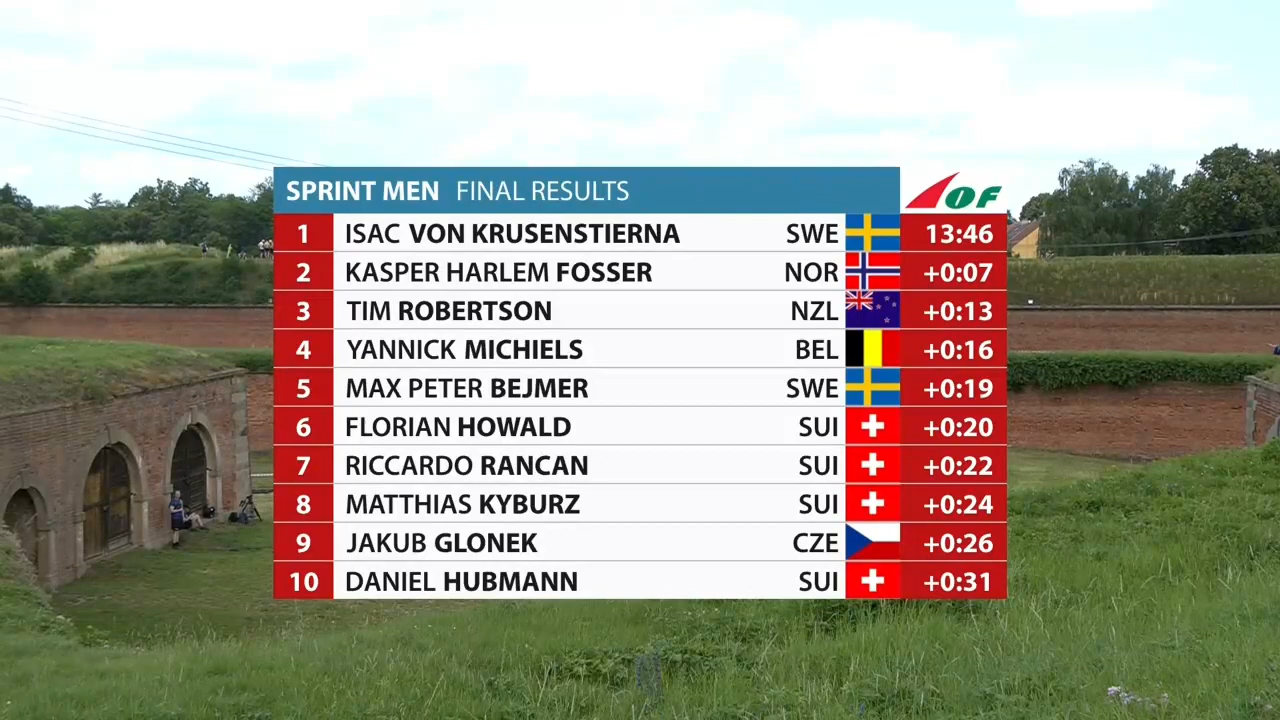 SPRINT MEN FINAL RESULTS
IOF
1 ISAC VON KRUSENSTIERNA SWE 13:46
2 KASPER HARLEM FOSSER NOR +0:07
3 TIM ROBERTSON NZL +0:13
4 YANNICK MICHIELS BEL +0:16
5 MAX PETER BEJMER SWE +0:19
6 FLORIAN HOWALD SUI +0:20
7 RICCARDO RANCAN SUI +0:22
8 MATTHIAS KYBURZ SUI +0:24
9 JAKUB GLONEK CZE +0:26
10 DANIEL HUBMANN SUI +0:31